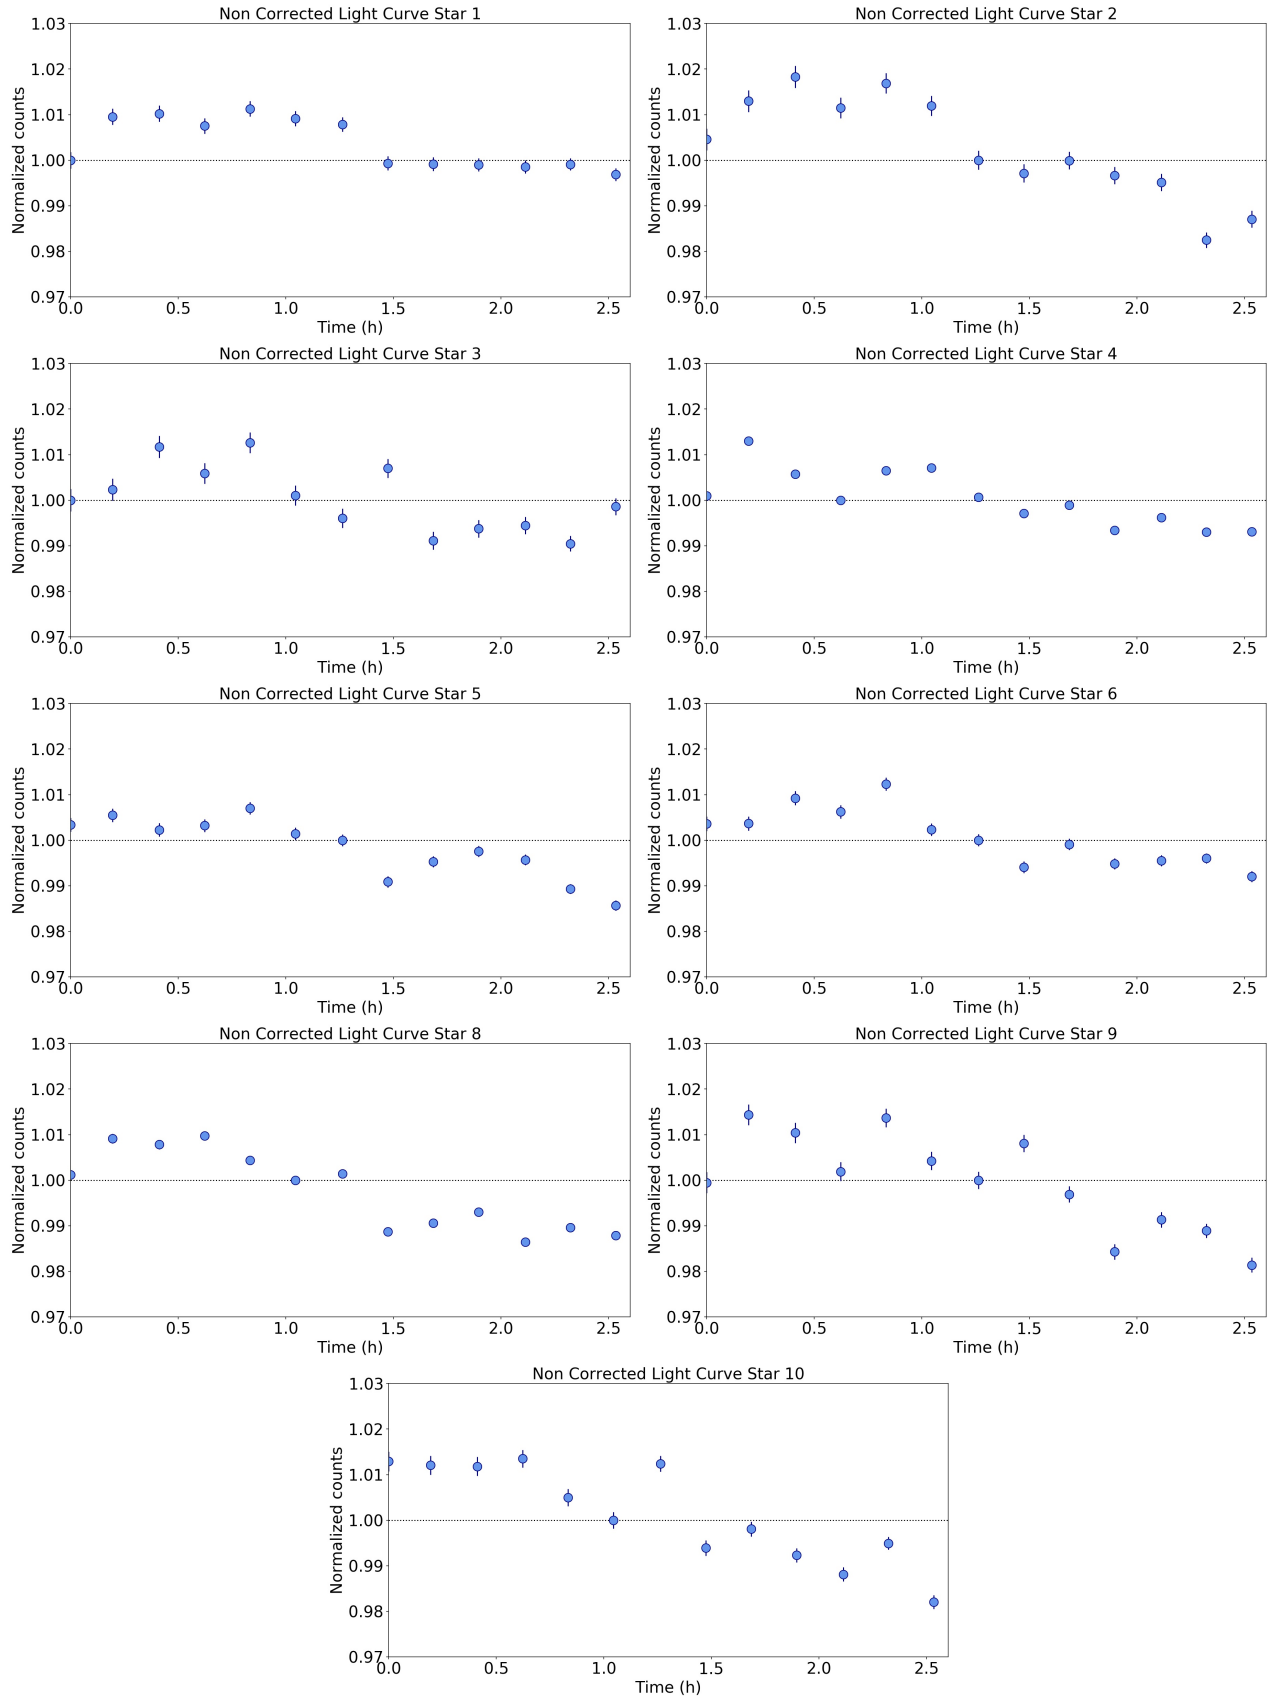 Non Corrected Light Curve Star 1
1.03
1.02
1.01
1.00
0.99
0.98
0.97
Normalized counts
0.0 0.5 1.0 1.5 2.0 2.5
Time (h)
Non Corrected Light Curve Star 2
1.03
1.02
1.01
1.00
0.99
0.98
0.97
Normalized counts
0.0 0.5 1.0 1.5 2.0 2.5
Time (h)
Non Corrected Light Curve Star 3
1.03
1.02
1.01
1.00
0.99
0.98
0.97
Normalized counts
0.0 0.5 1.0 1.5 2.0 2.5
Time (h)
Non Corrected Light Curve Star 4
1.03
1.02
1.01
1.00
0.99
0.98
0.97
Normalized counts
0.0 0.5 1.0 1.5 2.0 2.5
Time (h)
Non Corrected Light Curve Star 5
1.03
1.02
1.01
1.00
0.99
0.98
0.97
Normalized counts
0.0 0.5 1.0 1.5 2.0 2.5
Time (h)
Non Corrected Light Curve Star 6
1.03
1.02
1.01
1.00
0.99
0.98
0.97
Normalized counts
0.0 0.5 1.0 1.5 2.0 2.5
Time (h)
Non Corrected Light Curve Star 8
1.03
1.02
1.01
1.00
0.99
0.98
0.97
Normalized counts
0.0 0.5 1.0 1.5 2.0 2.5
Time (h)
Non Corrected Light Curve Star 9
1.03
1.02
1.01
1.00
0.99
0.98
0.97
Normalized counts
0.0 0.5 1.0 1.5 2.0 2.5
Time (h)
Non Corrected Light Curve Star 10
1.03
1.02
1.01
1.00
0.99
0.98
0.97
Normalized counts
0.0 0.5 1.0 1.5 2.0 2.5
Time (h)